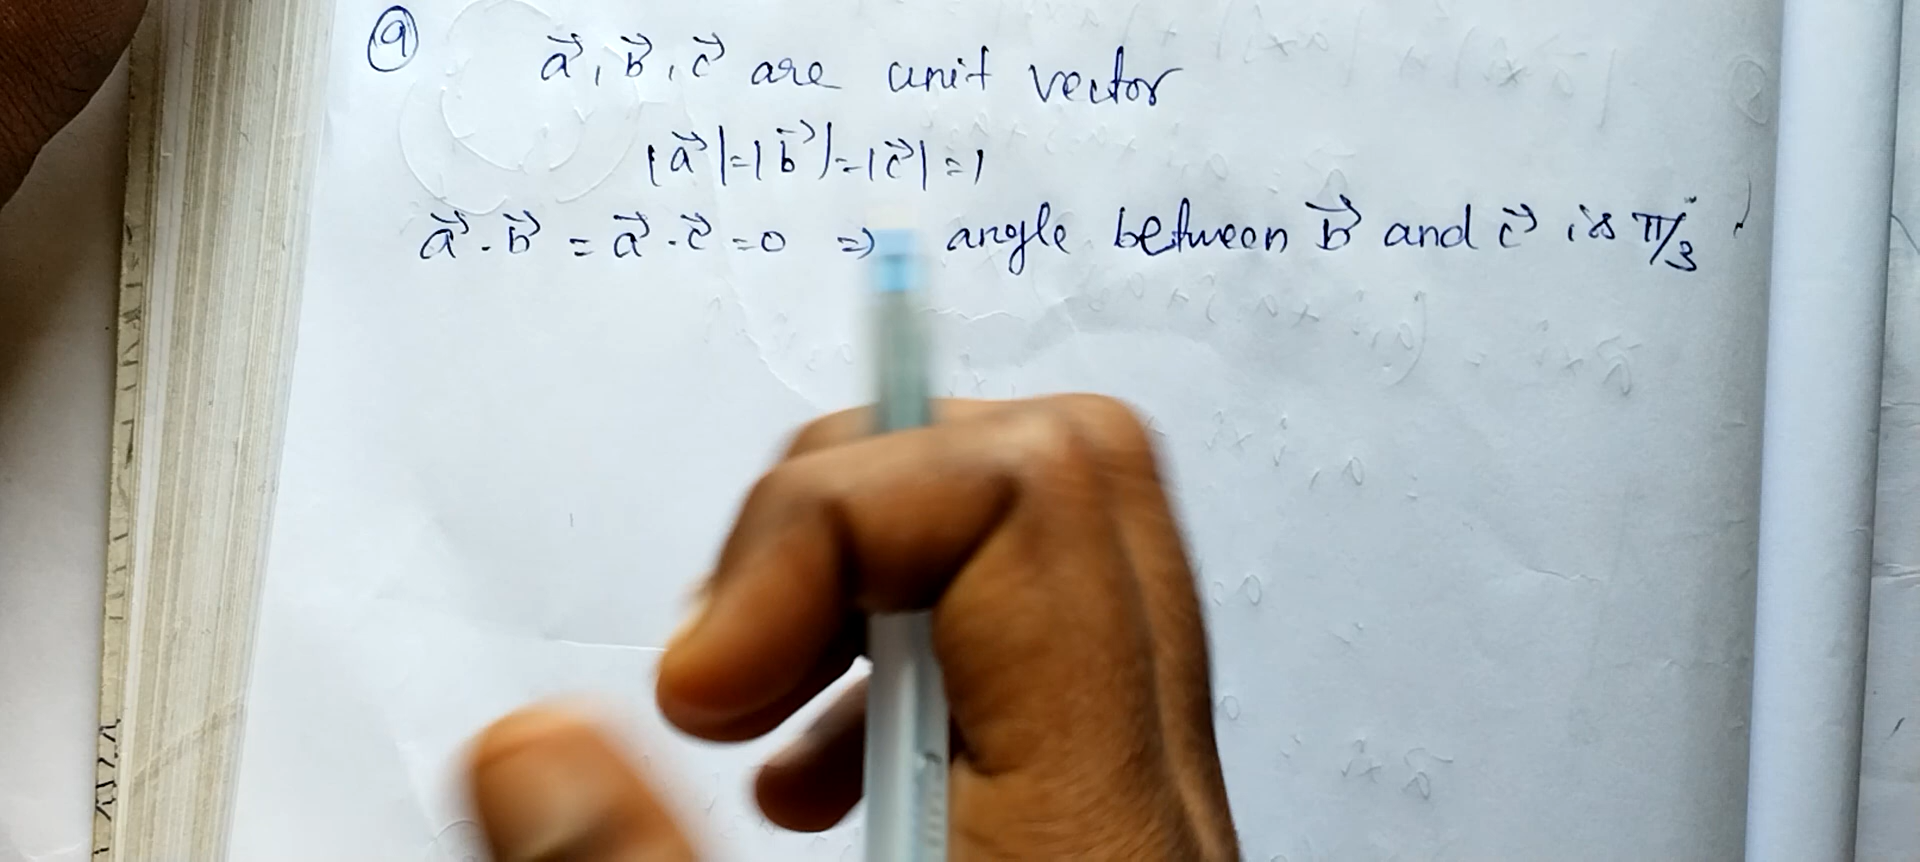 9 a⃗, b⃗, c⃗ are unit vector
|a⃗|=|b⃗|=|c⃗|=1
a⃗.b⃗ = a⃗.c⃗ =0 ⇒ angle between b⃗ and c⃗ is π/3